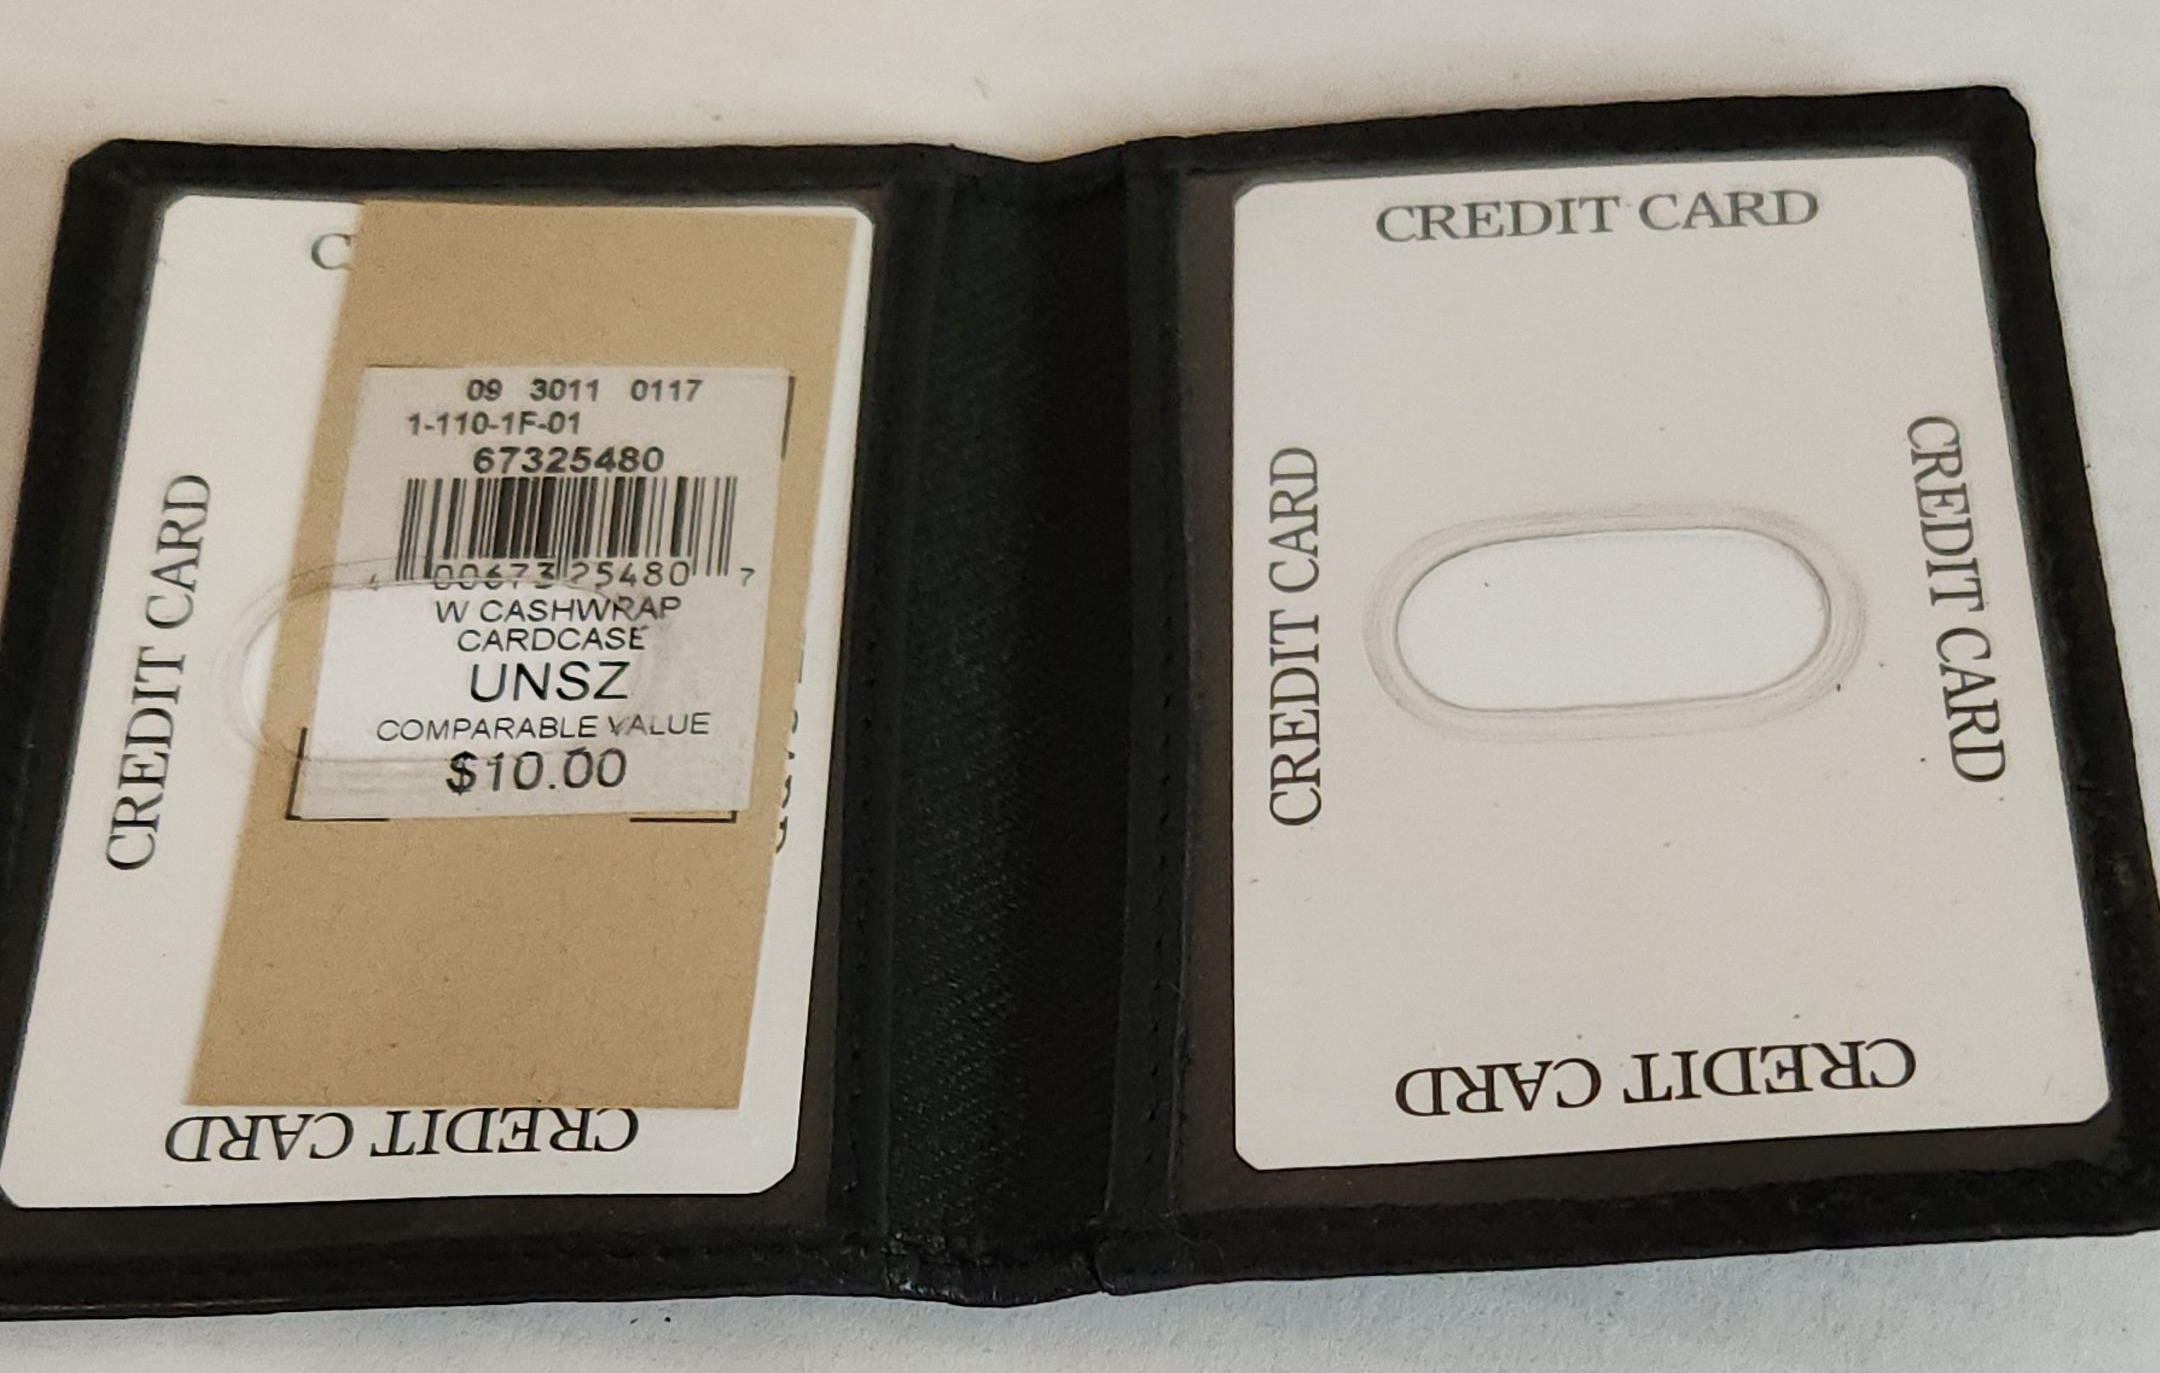 CREDIT CARD
09 3011 0117
1-110-1F-01
67325480
4 00673 25480 7
W CASHWRAP
CARDCASE
UNSZ
COMPARABLE VALUE
$10.00
CREDIT CARD
CREDIT CARD
CREDIT CARD
CREDIT CARD
CREDIT CARD